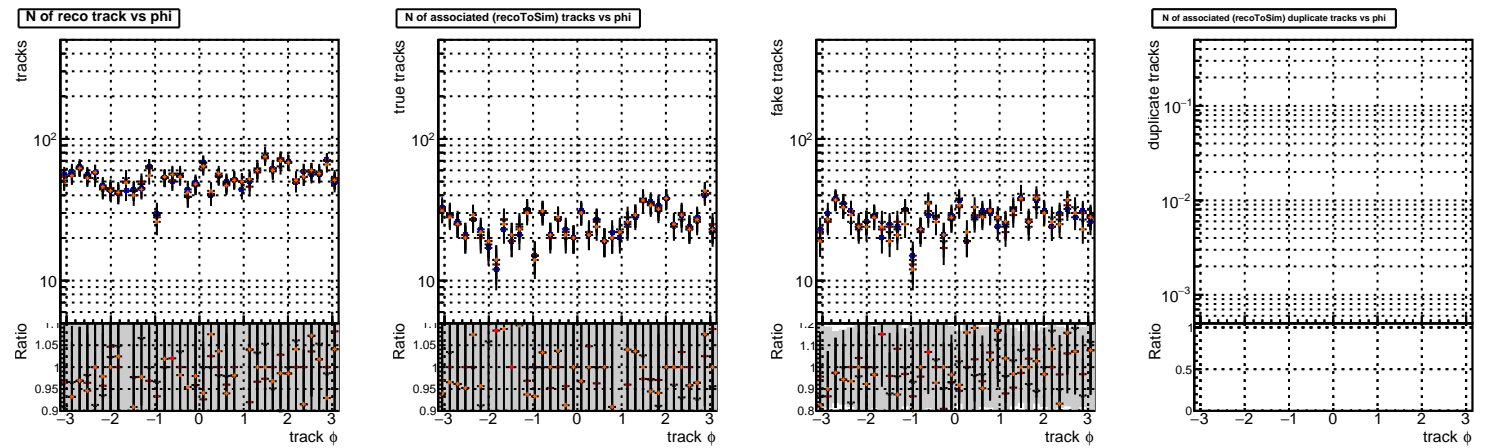 N of reco track vs phi
tracks
10²
10
Ratio
1.1
1.05
1
0.95
0.9
−3 −2 −1 0 1 2 3
track ϕ
N of associated (recoToSim) tracks vs phi
true tracks
10²
10
Ratio
1.1
1.05
1
0.95
0.9
−3 −2 −1 0 1 2 3
track ϕ
fake tracks
10²
10
Ratio
1.2
1.1
1
0.9
0.8
−3 −2 −1 0 1 2 3
track ϕ
N of associated (recoToSim) duplicate tracks vs phi
duplicate tracks
10⁻¹
10⁻²
10⁻³
Ratio
1
0.5
0
−3 −2 −1 0 1 2 3
track ϕ